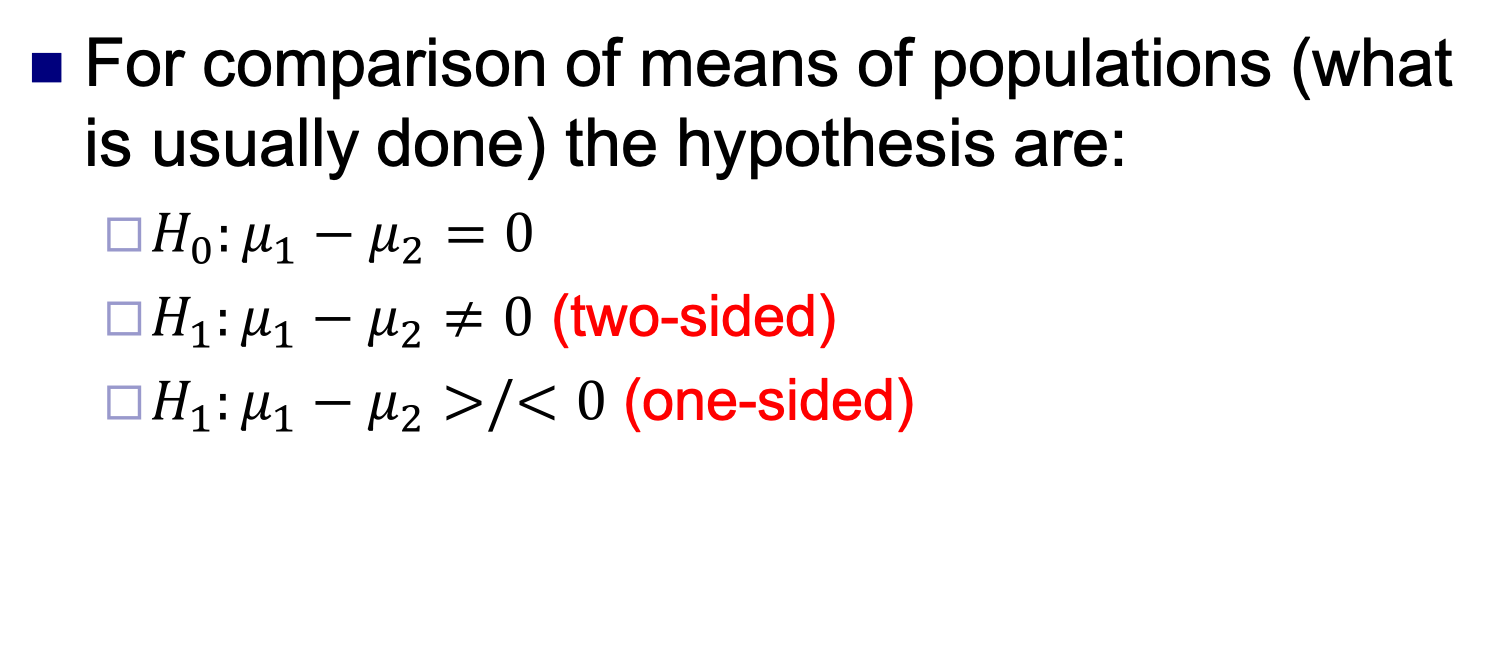 For comparison of means of populations (what
is usually done) the hypothesis are:
H₀: μ₁ − μ₂ = 0
H₁: μ₁ − μ₂ ≠ 0 (two-sided)
H₁: μ₁ − μ₂ >/< 0 (one-sided)